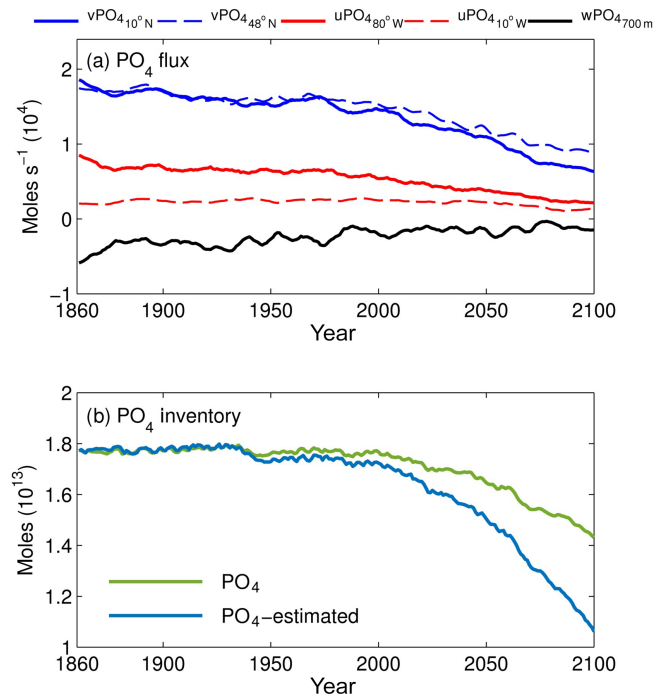 vPO4 10°N vPO4 48°N uPO4 80°W uPO4 10°W wPO4 700 m
(a) PO4 flux
2
1
0
−1
Moles s−1 (10^4)
1860 1900 1950 2000 2050 2100
Year
(b) PO4 inventory
2
1.8
1.6
1.4
1.2
1
Moles (10^13)
PO4
PO4−estimated
1860 1900 1950 2000 2050 2100
Year